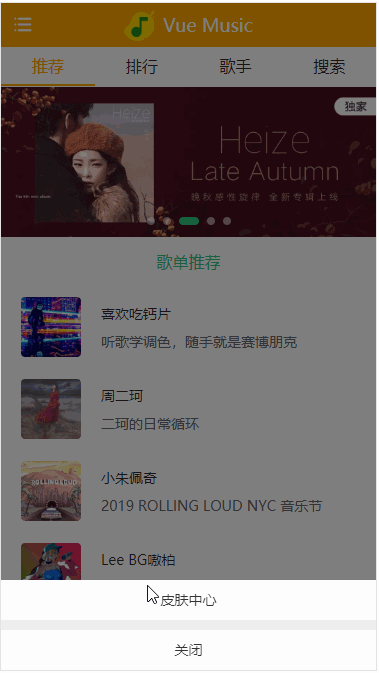 Vue Music
推荐 排行 歌手 搜索
独家
Heize
Heize
Late Autumn
晚秋感性旋律 全新专辑上线
歌单推荐
喜欢吃钙片
听歌学调色，随手就是赛博朋克
周二珂
二珂的日常循环
小朱佩奇
2019 ROLLING LOUD NYC 音乐节
Lee BG嗷柏
皮肤中心
关闭